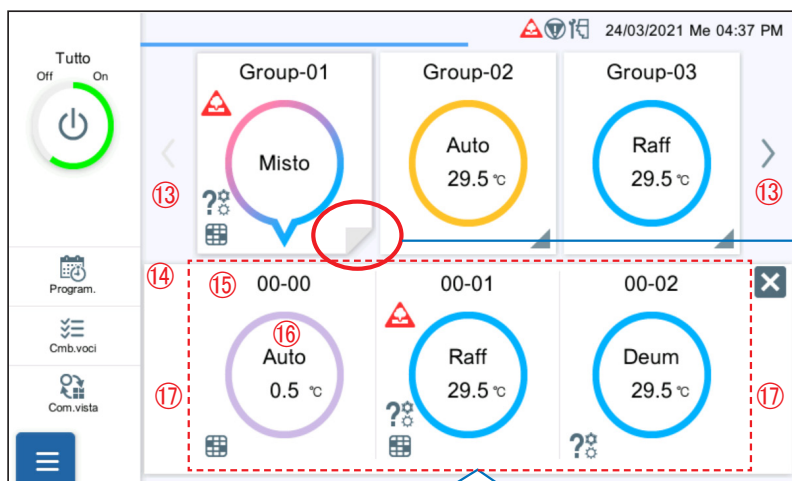 24/03/2021 Me 04:37 PM
Tutto
Off On
Group-01 Group-02 Group-03
Misto
Auto
29.5 °C
Raff
29.5 °C
⑬ ⑬
Program.
Cmb.voci
Com.vista
⑭ ⑮ 00-00 00-01 00-02
⑯
Auto
0.5 °C
Raff
29.5 °C
Deum
29.5 °C
⑰ ⑰